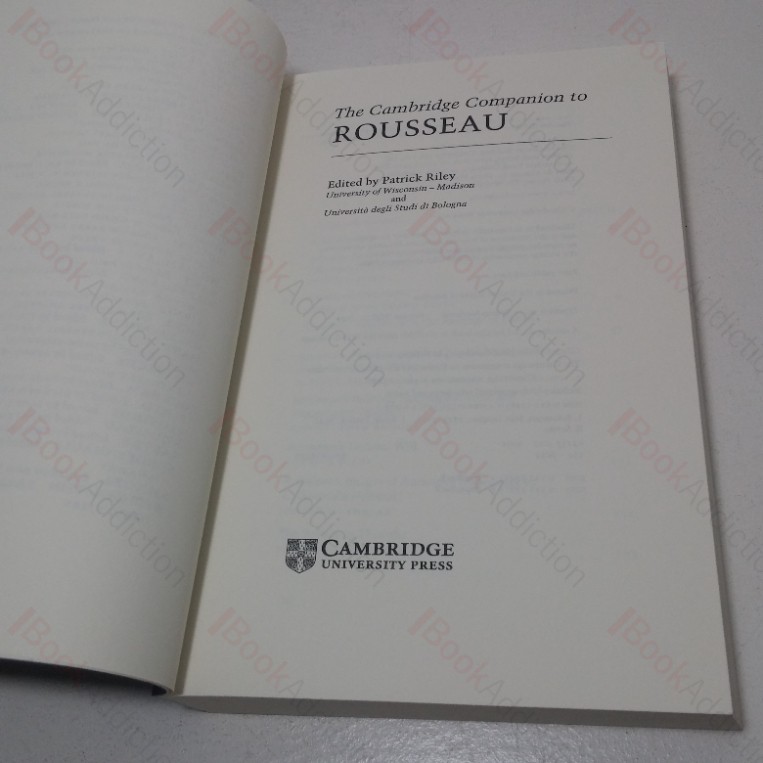 The Cambridge Companion to
ROUSSEAU
Edited by Patrick Riley
University of Wisconsin – Madison
and
Università degli Studi di Bologna
CAMBRIDGE
UNIVERSITY PRESS
BookAddiction